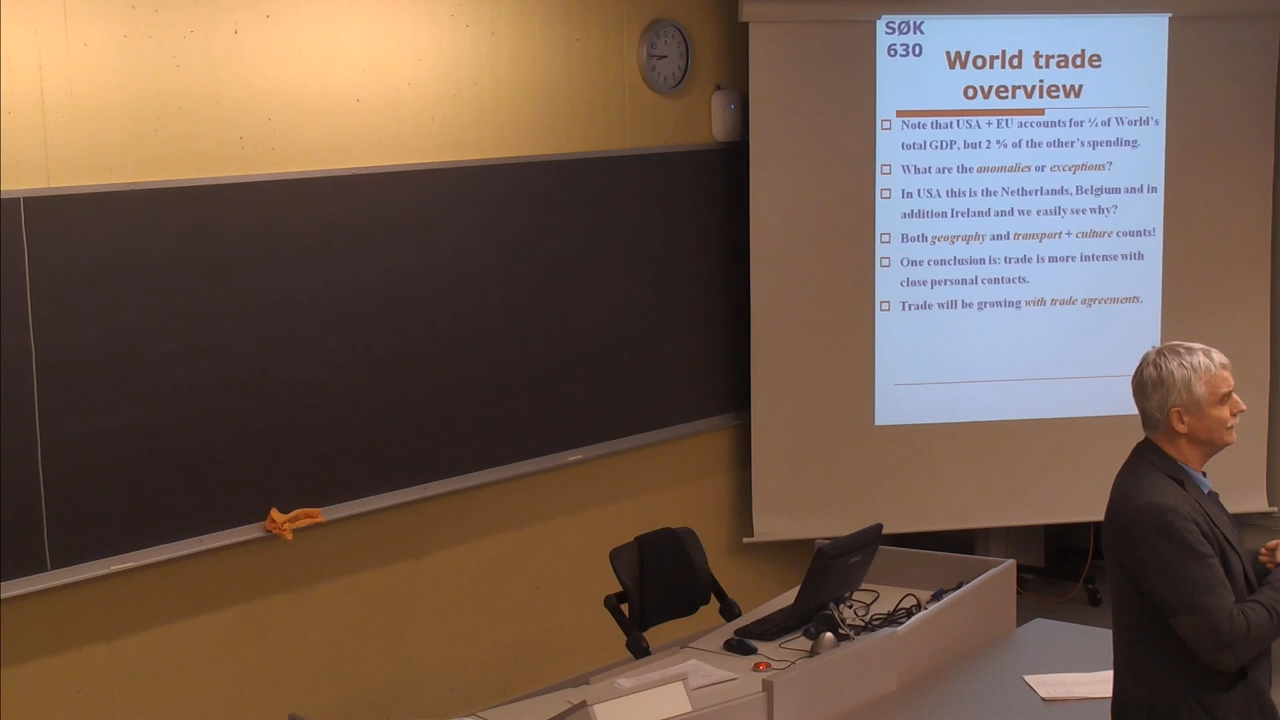 SØK
630
World trade
overview
Note that USA + EU accounts for ¼ of World's
total GDP, but 2 % of the other's spending.
What are the anomalies or exceptions?
In USA this is the Netherlands, Belgium and in
addition Ireland and we easily see why?
Both geography and transport + culture counts!
One conclusion is: trade is more intense with
close personal contacts.
Trade will be growing with trade agreements.